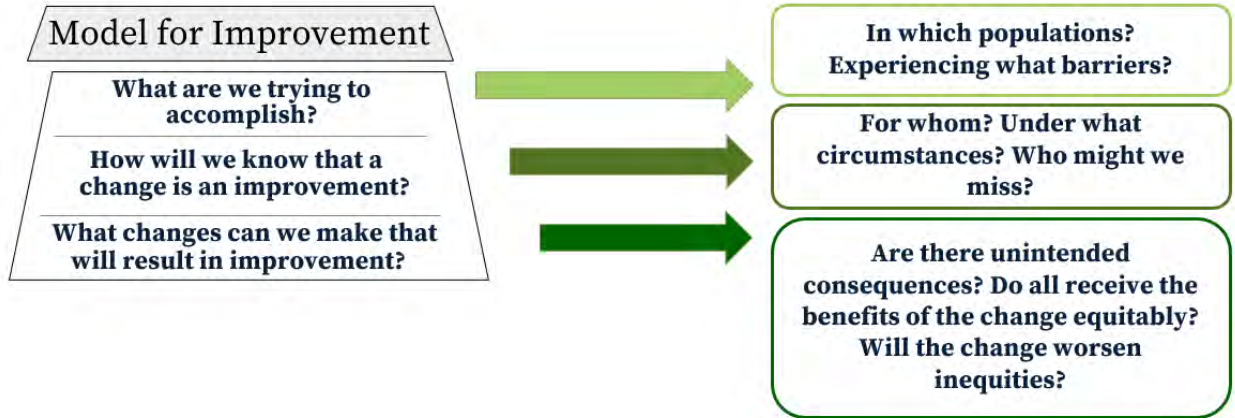 Model for Improvement
What are we trying to
accomplish?
How will we know that a
change is an improvement?
What changes can we make that
will result in improvement?
In which populations?
Experiencing what barriers?
For whom? Under what
circumstances? Who might we
miss?
Are there unintended
consequences? Do all receive the
benefits of the change equitably?
Will the change worsen
inequities?